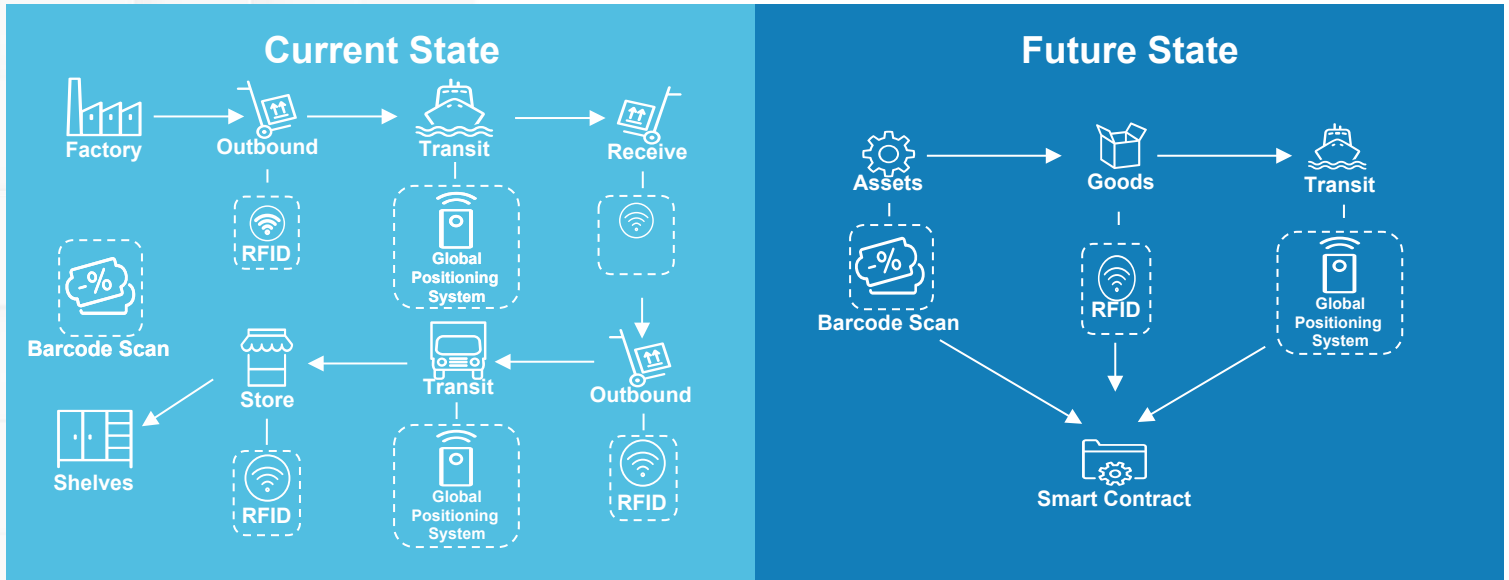 Current State
Factory
Outbound
Transit
Receive
RFID
Global
Positioning
System
-%
Barcode Scan
Store
Transit
Outbound
Shelves
RFID
Global
Positioning
System
RFID
Future State
Assets
Goods
Transit
-%
Barcode Scan
RFID
Global
Positioning
System
Smart Contract